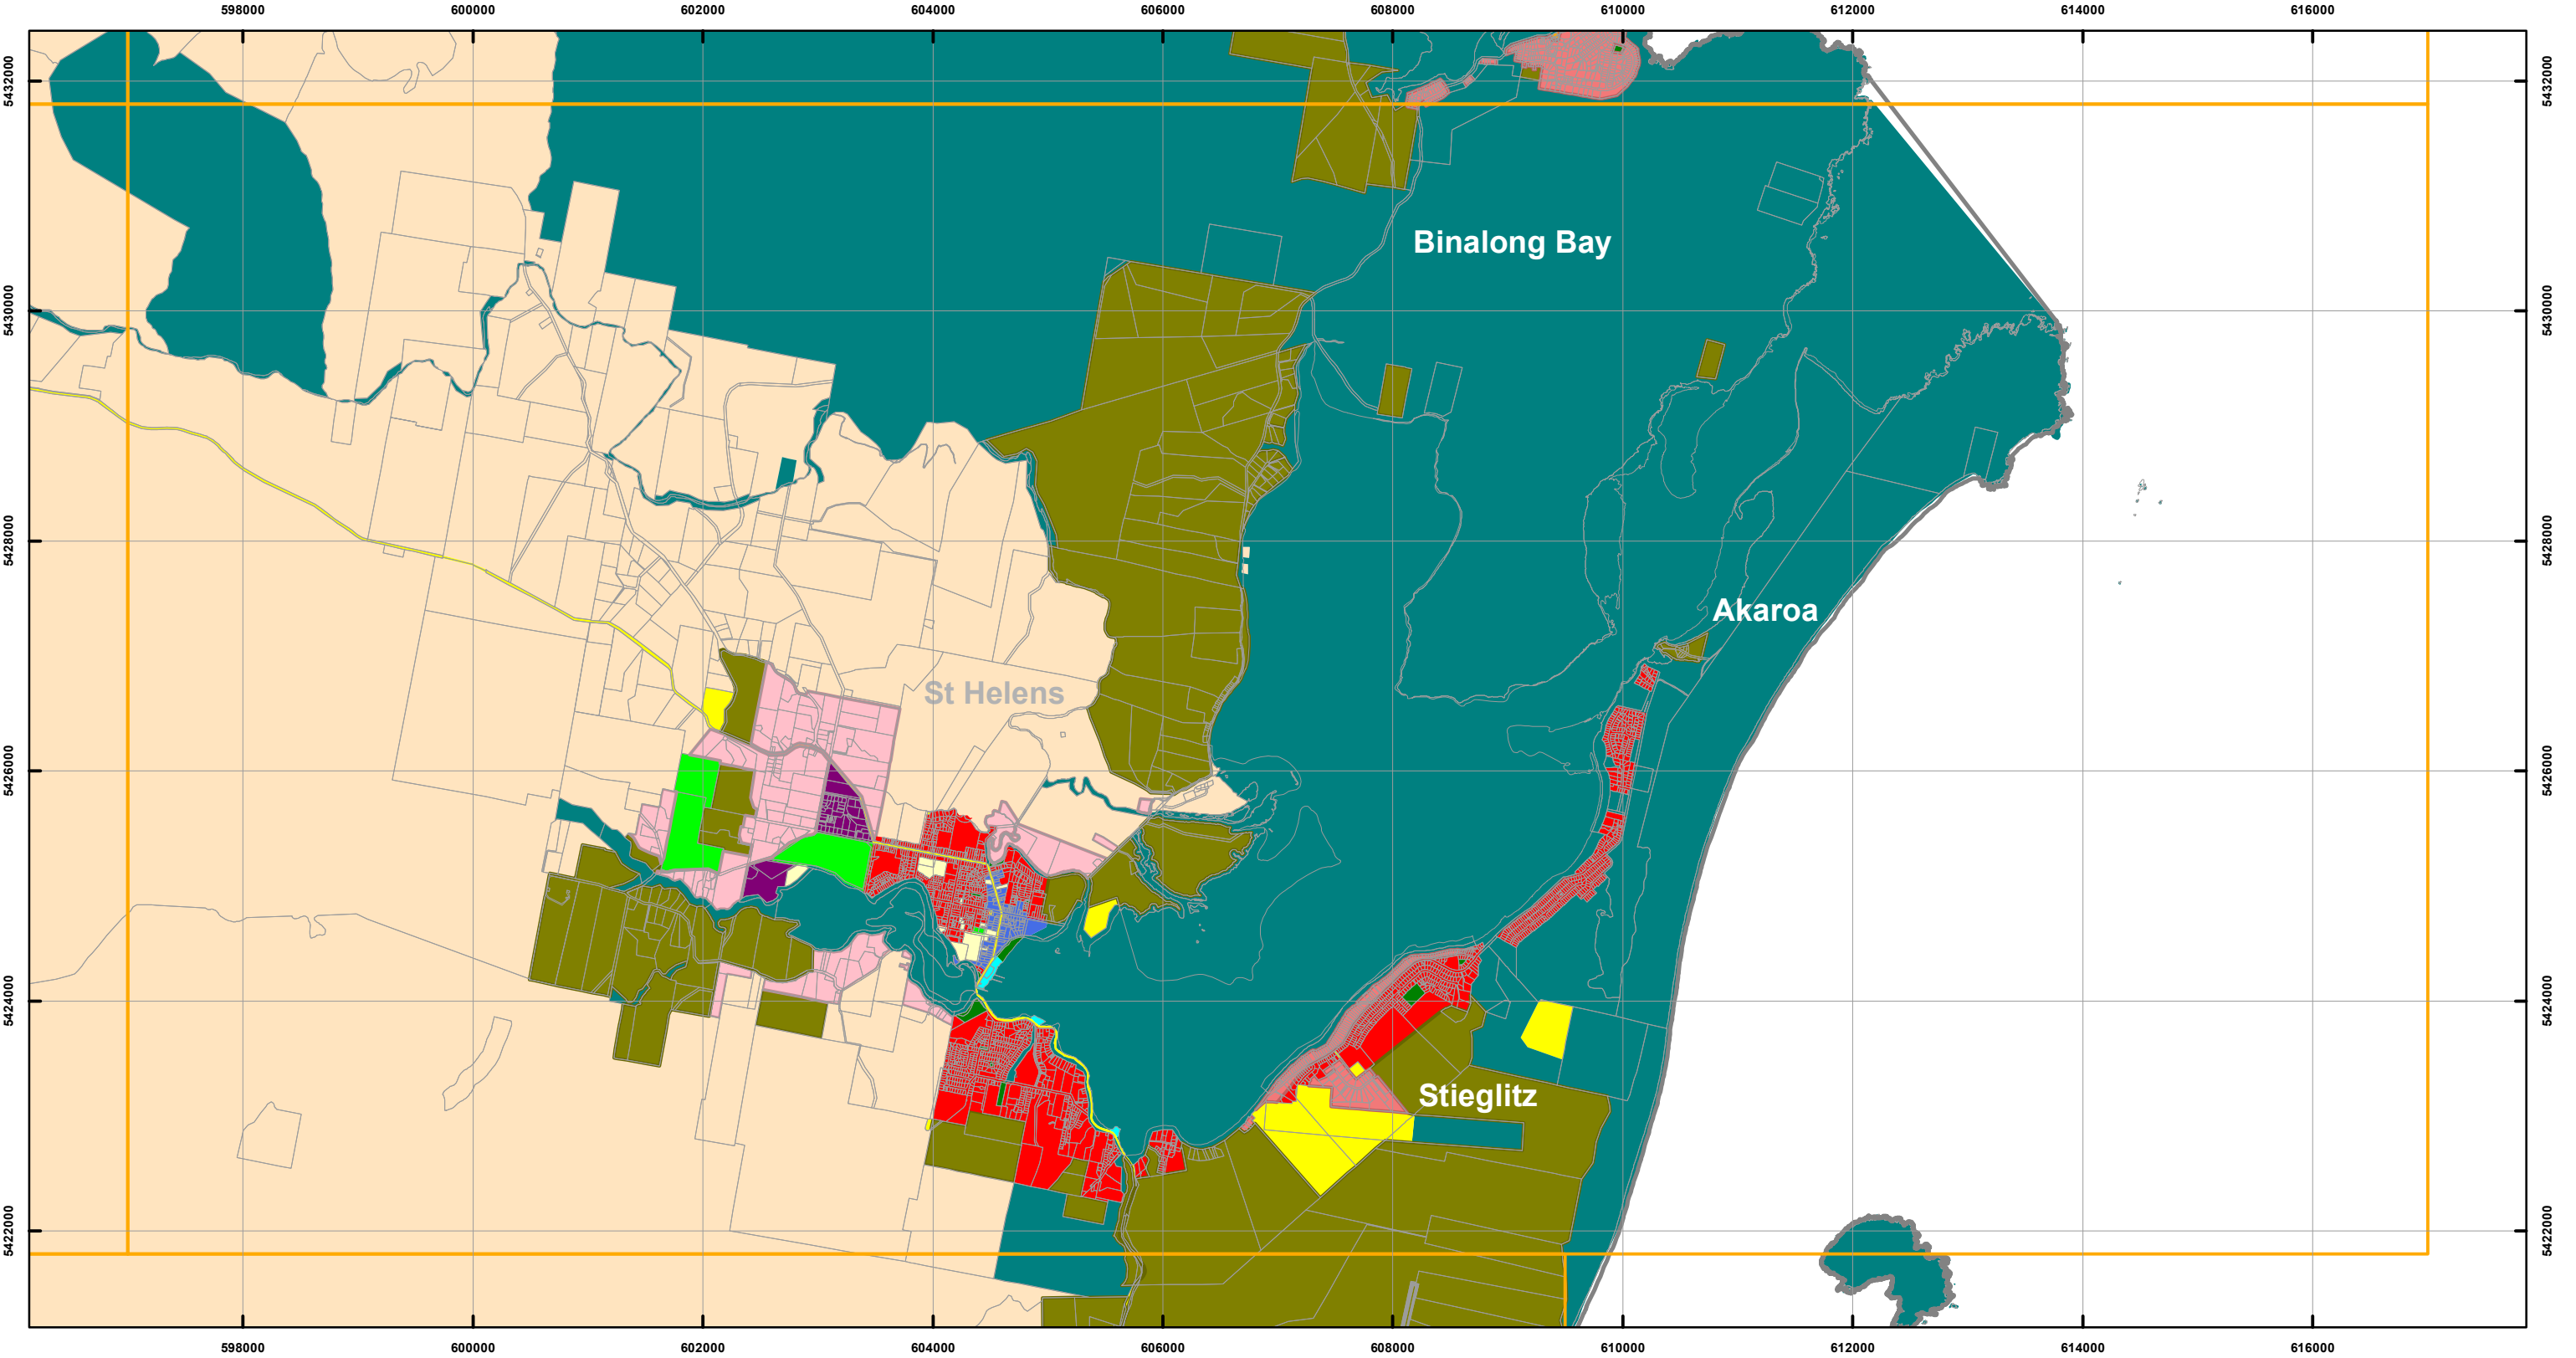 598000 600000 602000 604000 606000 608000 610000 612000 614000 616000
5432000 5432000
Binalong Bay
5430000 5430000
5428000 5428000
Akaroa
St Helens
5426000 5426000
5424000 5424000
Stieglitz
5422000 5422000
598000 600000 602000 604000 606000 608000 610000 612000 614000 616000